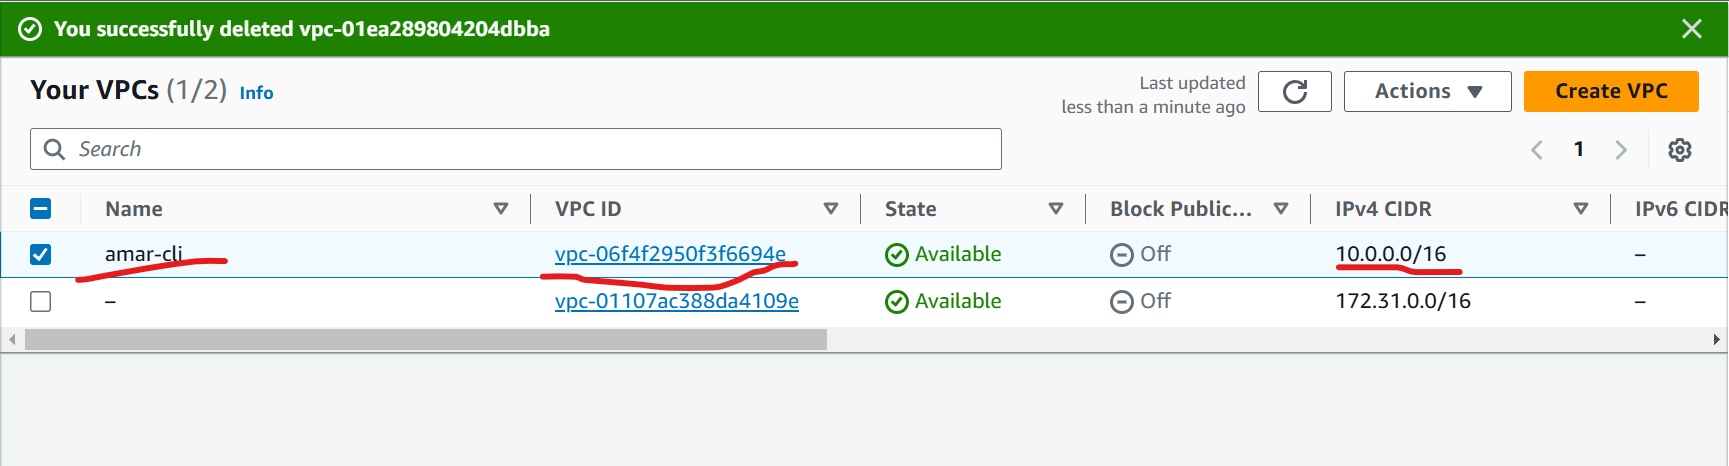 You successfully deleted vpc-01ea289804204dbba
Your VPCs (1/2) Info
Last updated
less than a minute ago
Actions
Create VPC
Search
1
Name VPC ID State Block Public... IPv4 CIDR IPv6 CIDR
amar-cli vpc-06f4f2950f3f6694e Available Off 10.0.0.0/16 –
– vpc-01107ac388da4109e Available Off 172.31.0.0/16 –